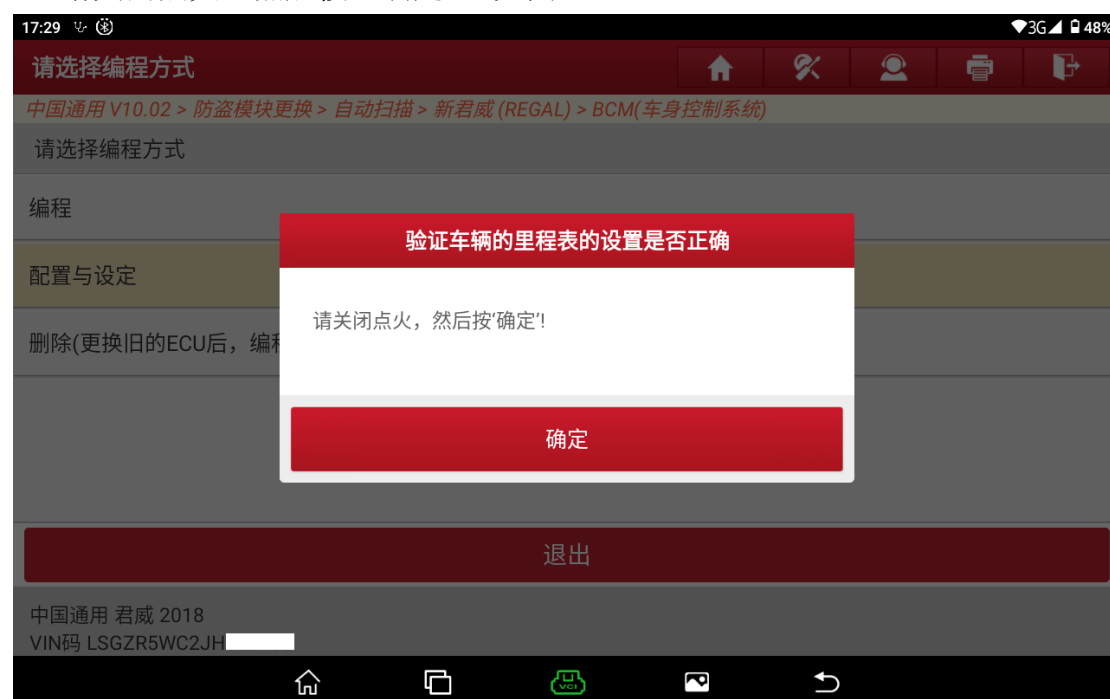 17:29
3G
48%
请选择编程方式
中国通用 V10.02 > 防盗模块更换 > 自动扫描 > 新君威 (REGAL) > BCM(车身控制系统)
请选择编程方式
编程
验证车辆的里程表的设置是否正确
配置与设定
请关闭点火，然后按‘确定’!
删除(更换旧的ECU后，编
确定
退出
中国通用 君威 2018
VIN码 LSGZR5WC2JH
VCI